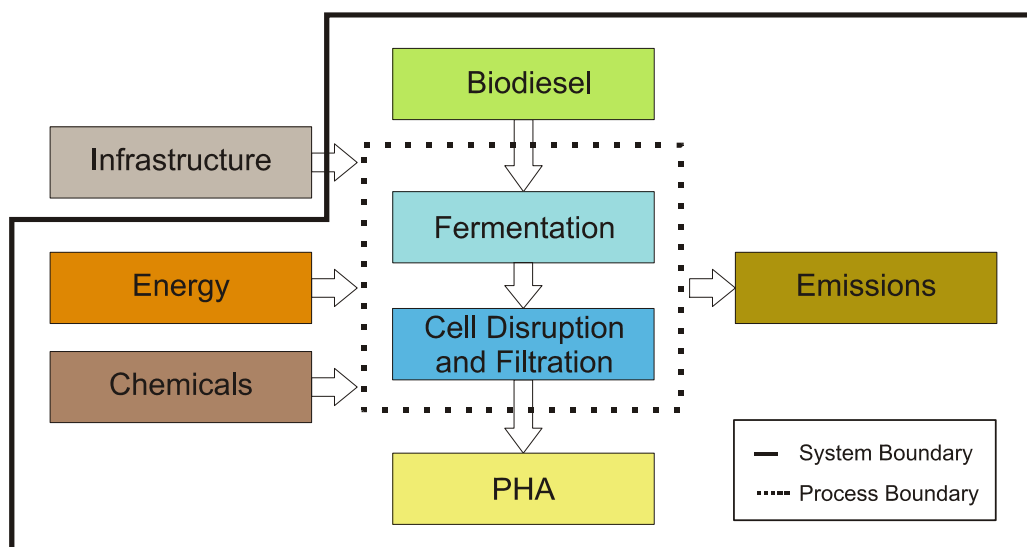 Biodiesel
Infrastructure
Fermentation
Energy
Emissions
Cell Disruption
and Filtration
Chemicals
PHA
System Boundary
Process Boundary